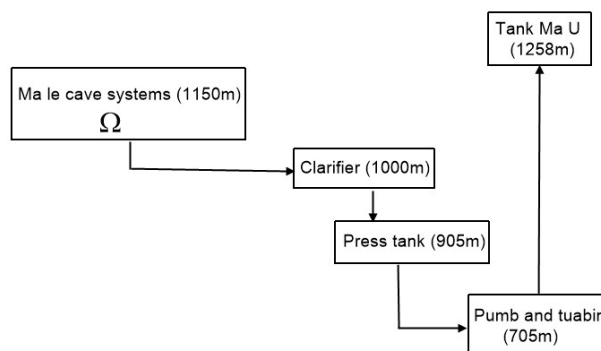 Tank Ma U
(1258m)
Ma le cave systems (1150m)
Ω
Clarifier (1000m)
Press tank (905m)
Pumb and tuabin
(705m)